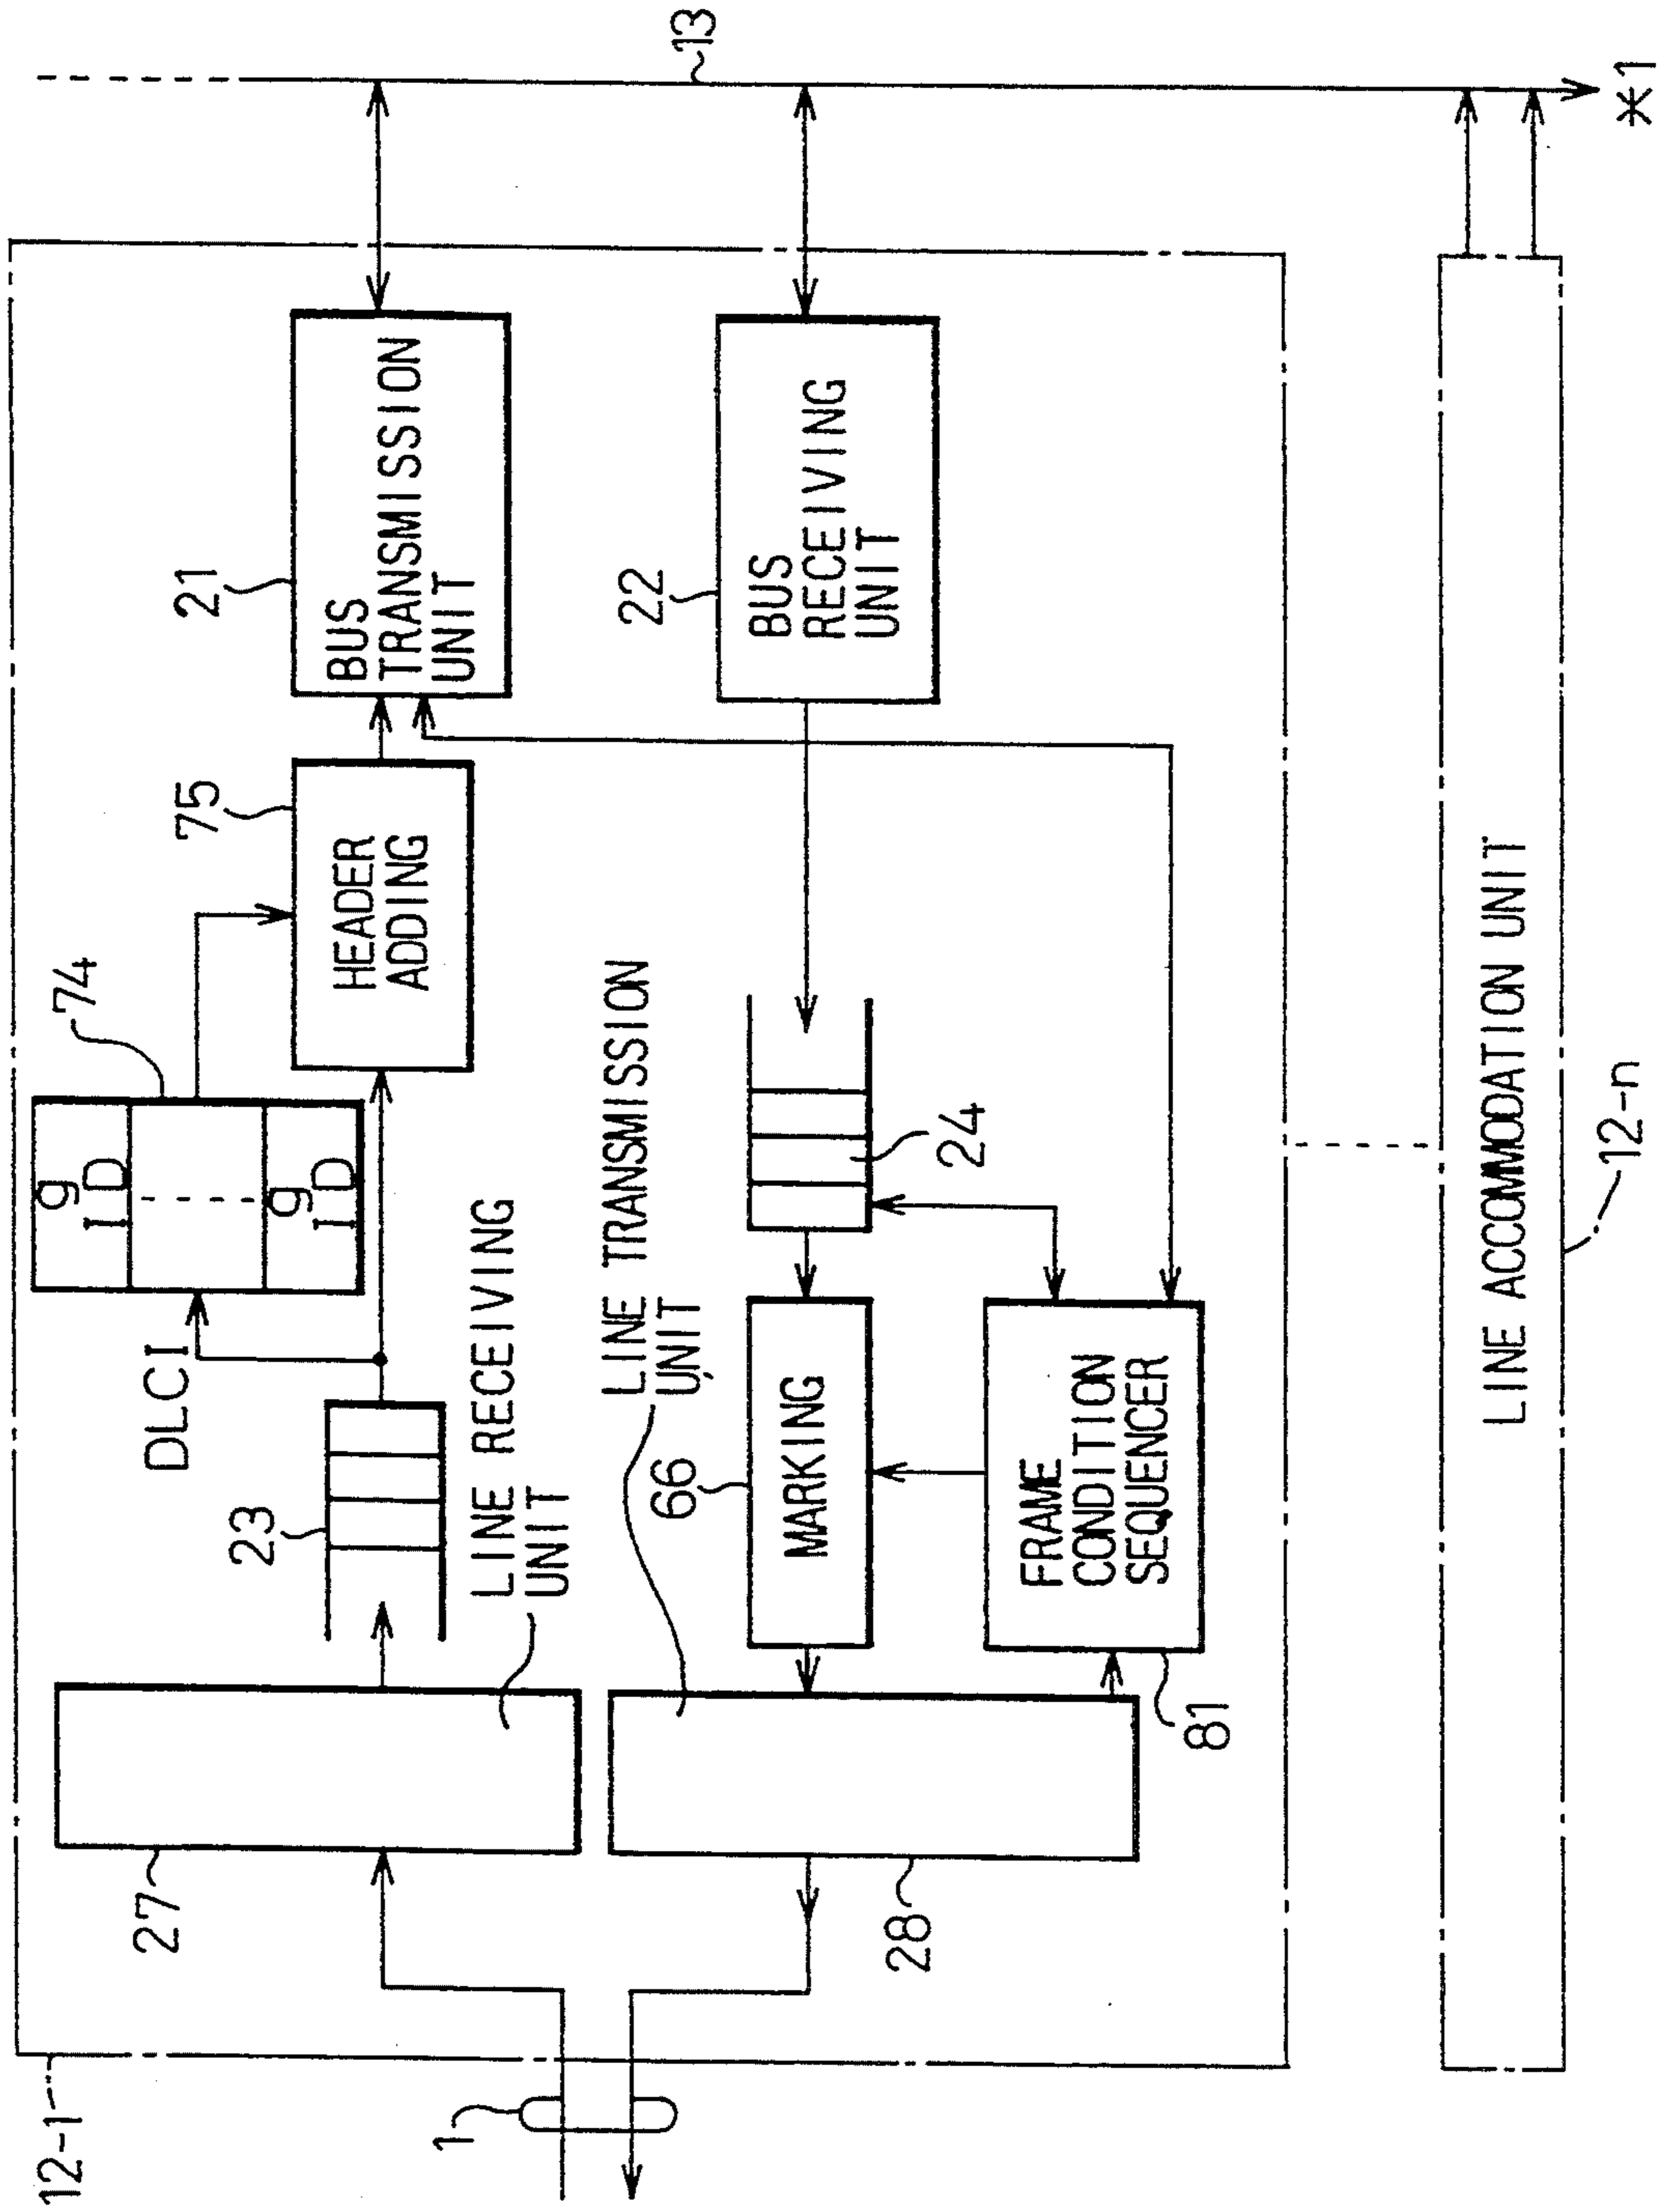 12-1
1
27
LINE RECEIVING
UNIT
23
DLCI
gID
gID
74
HEADER
ADDING
75
BUS
TRANSMISSION
UNIT
21
28
LINE TRANSMISSION
UNIT
MARKING
66
24
BUS
RECEIVING
UNIT
22
FRAME
CONDITION
SEQUENCER
81
13
*1
LINE ACCOMMODATION UNIT
12-n